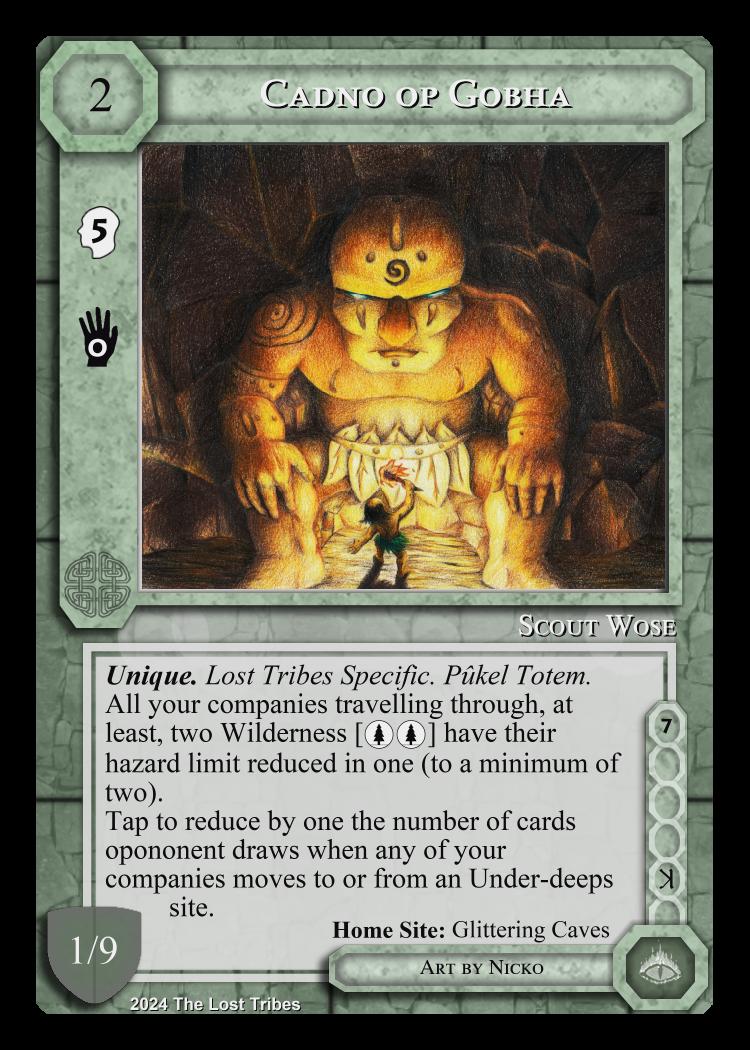 2
Cadno op Gobha
5
O
Scout Wose
Unique. Lost Tribes Specific. Pûkel Totem.
All your companies travelling through, at
least, two Wilderness [ ] have their
hazard limit reduced in one (to a minimum of
two).
Tap to reduce by one the number of cards
opononent draws when any of your
companies moves to or from an Under-deeps
site.
7
K
Home Site: Glittering Caves
1/9
Art by Nicko
2024 The Lost Tribes